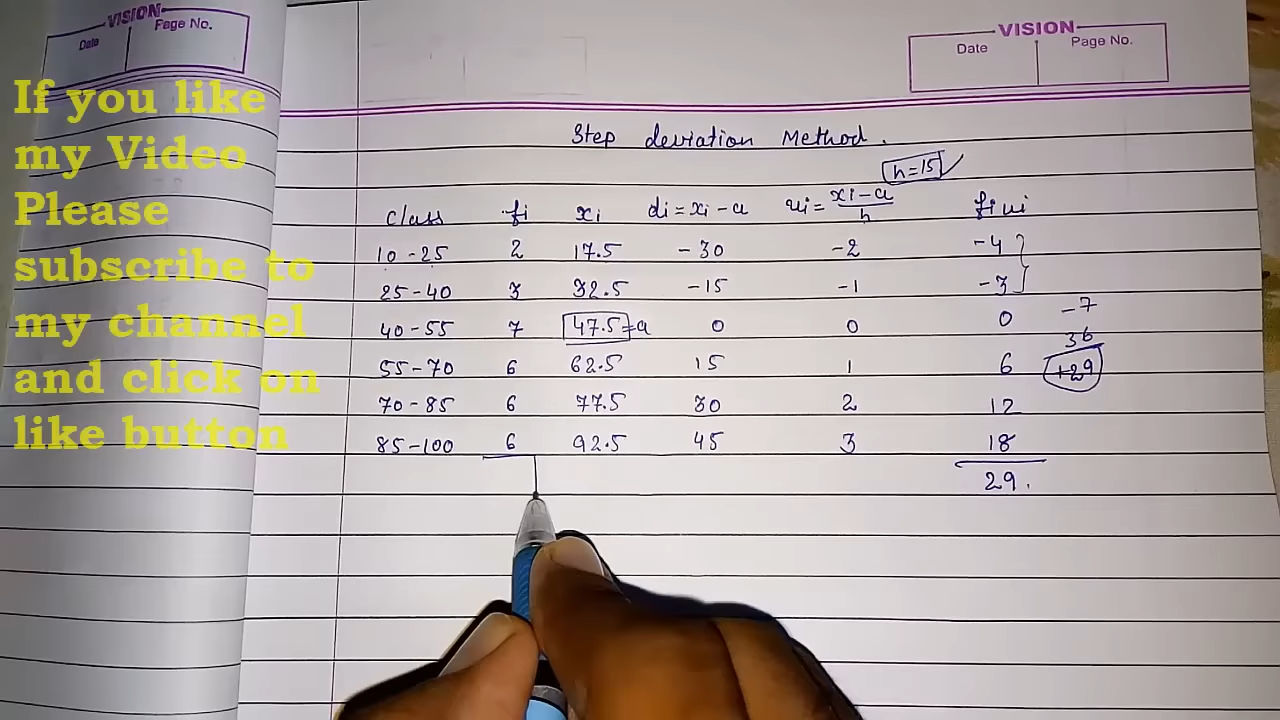 VISION
Date
Page No.
VISION
Date
Page No.
If you like
my Video
Please
subscribe to
my channel
and click on
like button
Step deviation Method.
h=15
class fi xi di=xi-a ui=xi-a/h fiui
10-25 2 17.5 -30 -2 -4
25-40 3 32.5 -15 -1 -3
-7
40-55 7 47.5=a 0 0 0
36
55-70 6 62.5 15 1 6 +29
70-85 6 77.5 30 2 12
85-100 6 92.5 45 3 18
29.